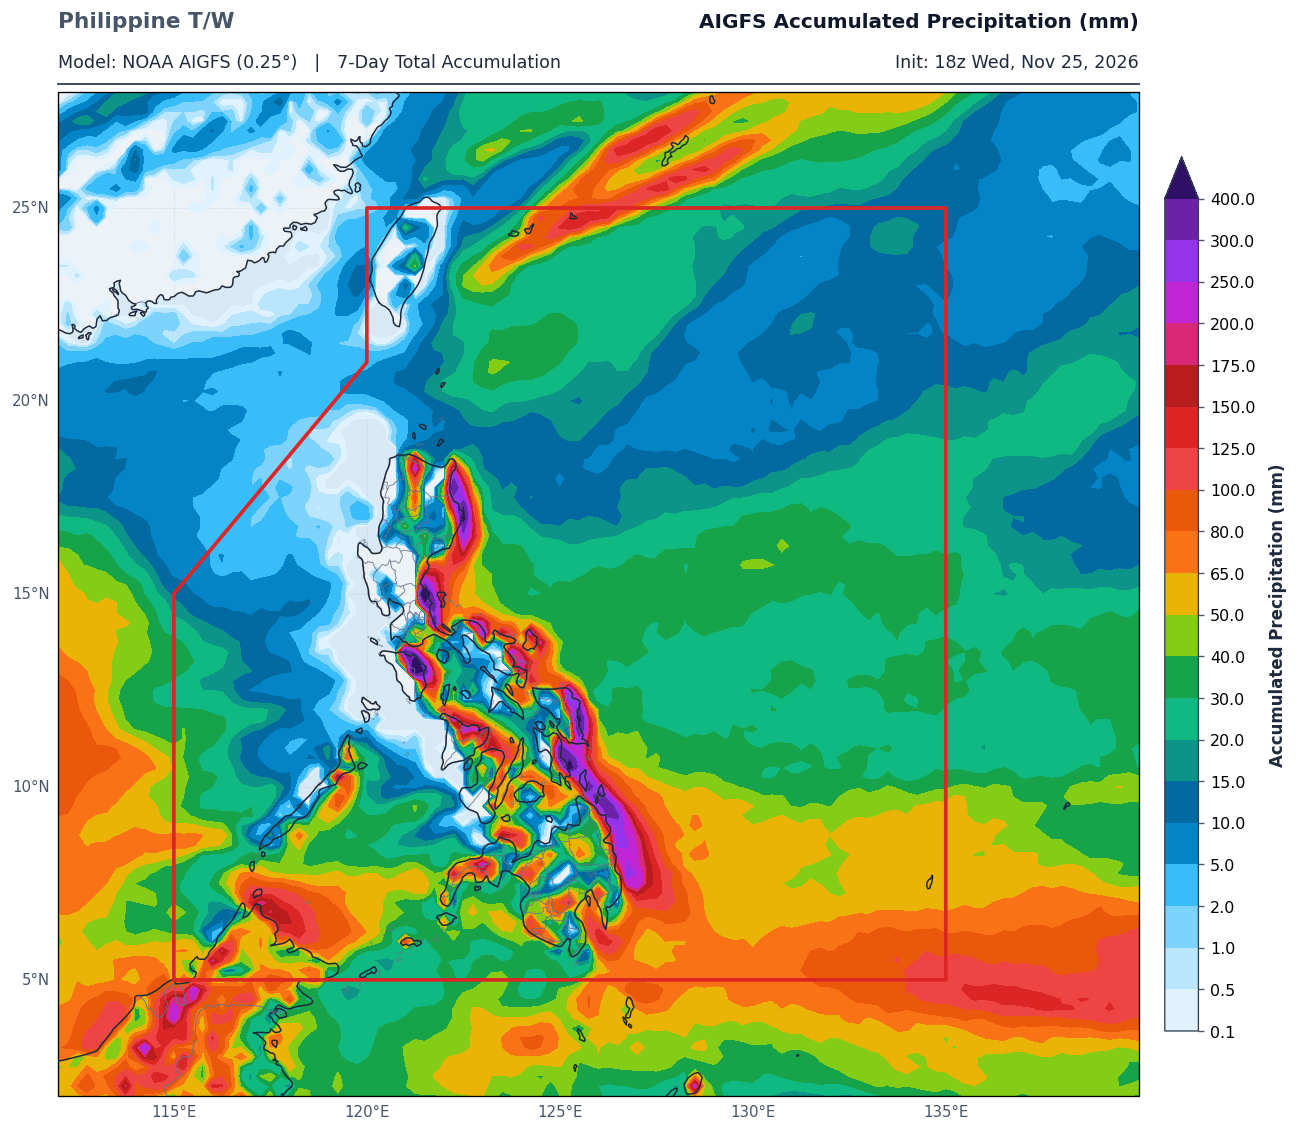 Philippine T/W
AIGFS Accumulated Precipitation (mm)
Model: NOAA AIGFS (0.25°) | 7-Day Total Accumulation
Init: 18z Wed, Nov 25, 2026
25°N
20°N
15°N
10°N
5°N
115°E
120°E
125°E
130°E
135°E
400.0
300.0
250.0
200.0
175.0
150.0
125.0
100.0
80.0
65.0
50.0
40.0
30.0
20.0
15.0
10.0
5.0
2.0
1.0
0.5
0.1
Accumulated Precipitation (mm)